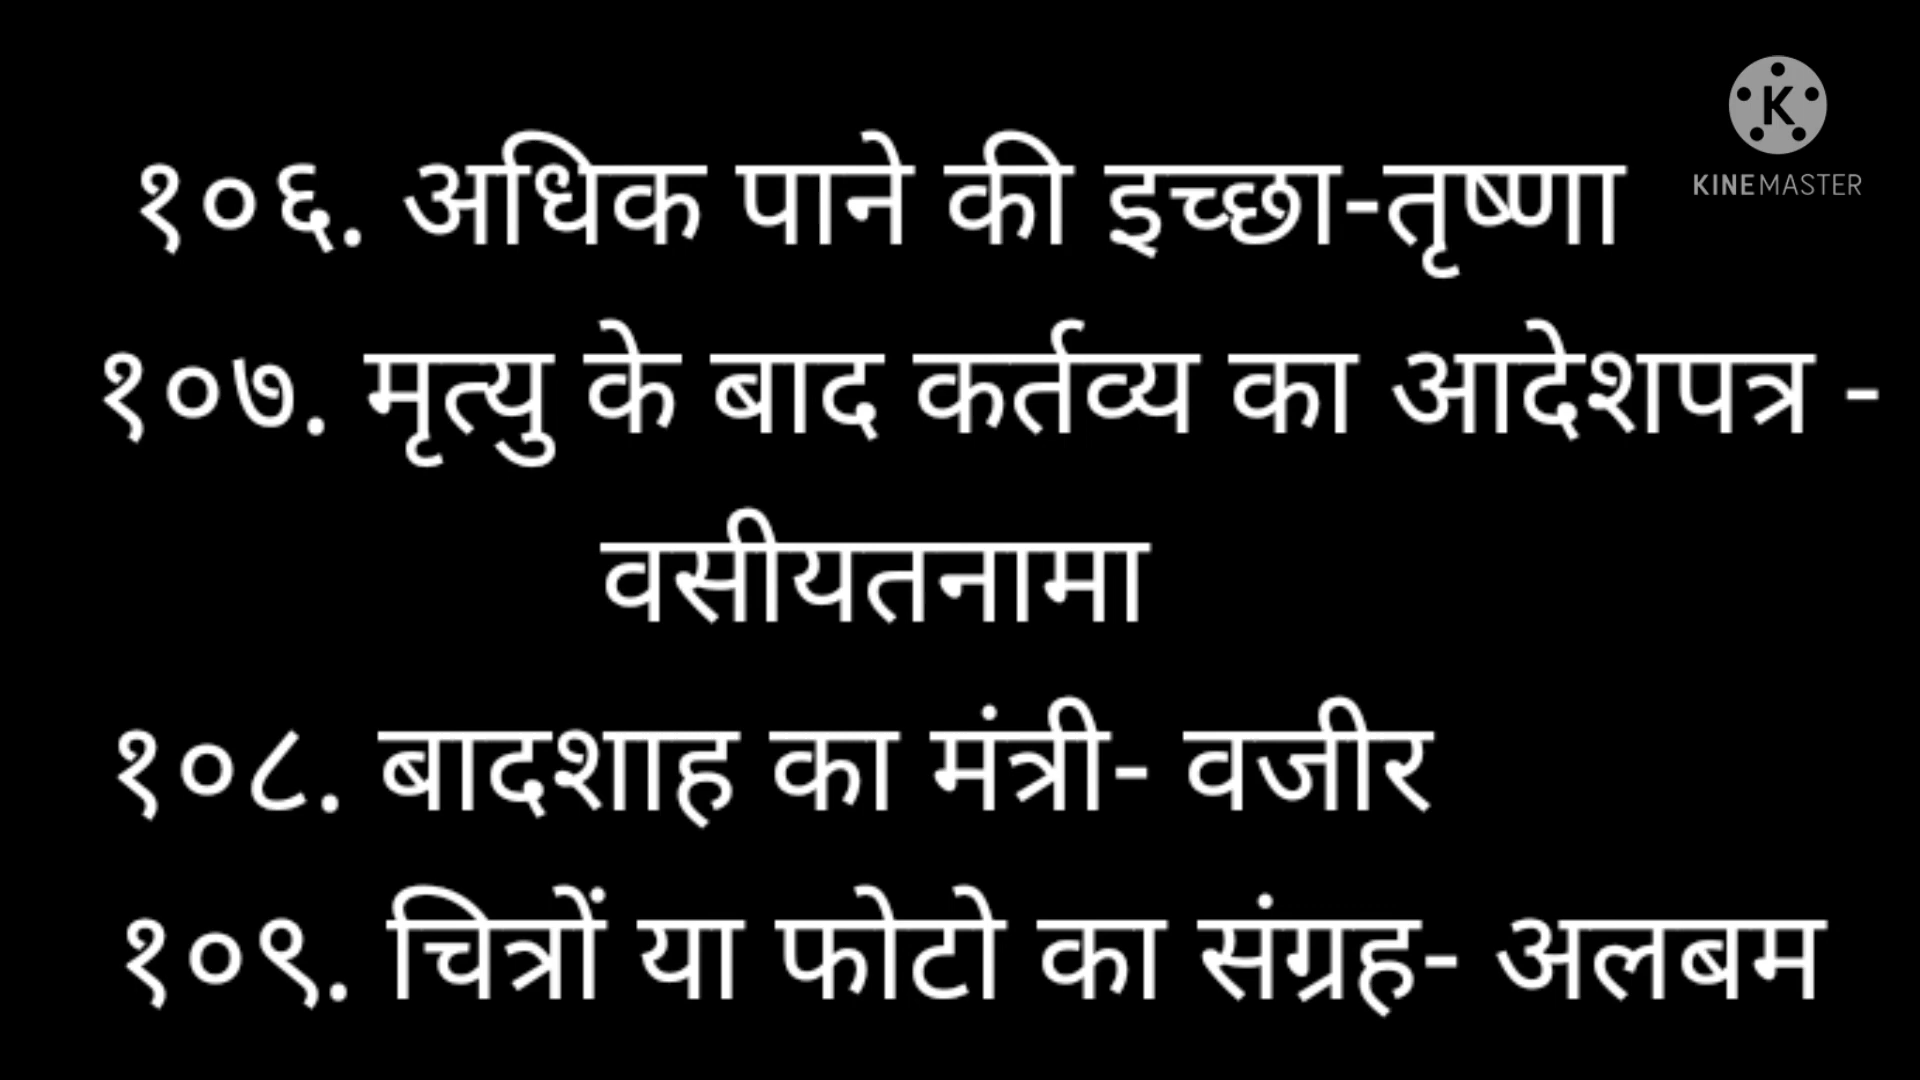 KINEMASTER
१०६. अधिक पाने की इच्छा-तृष्णा
१०७. मृत्यु के बाद कर्तव्य का आदेशपत्र -
वसीयतनामा
१०८. बादशाह का मंत्री- वजीर
१०९. चित्रों या फोटो का संग्रह- अलबम